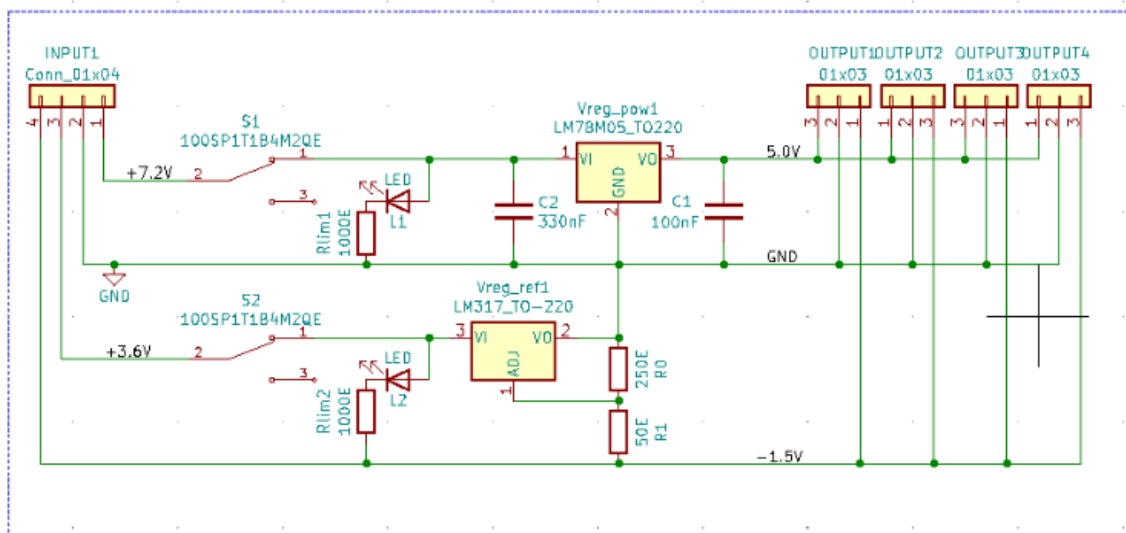 INPUT1
Conn_01x04
4 3 2 1
OUTPUT1
01x03
3 2 1
OUTPUT2
01x03
1 2 3
OUTPUT3
01x03
3 2 1
OUTPUT4
01x03
1 2 3
S1
100SP1T1B4M2QE
+7.2V
2
1
3
LED
L1
Rlim1
1000E
C2
330nF
Vreg_pow1
LM78M05_TO220
1
VI
VO
3
GND
2
C1
100nF
5.0V
GND
GND
S2
100SP1T1B4M2QE
+3.6V
2
1
3
LED
L2
Rlim2
1000E
Vreg_ref1
LM317_TO-220
3
VI
VO
2
ADJ
1
250E
R0
50E
R1
-1.5V